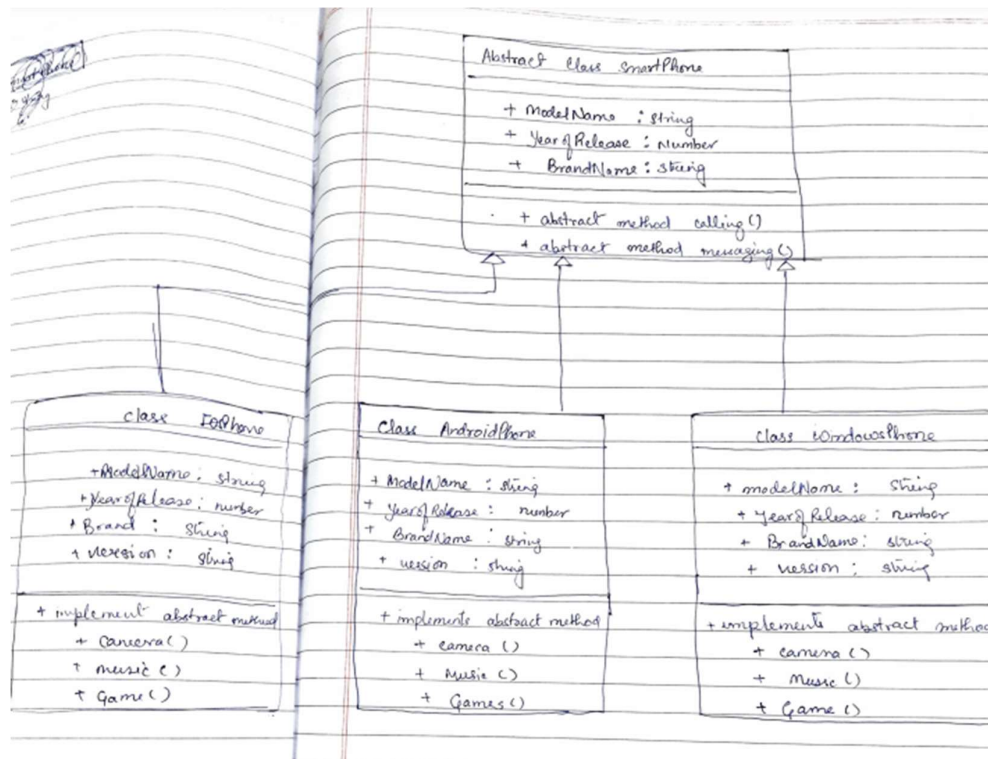 Abstract Class SmartPhone
+ ModelName : String
+ YearofRelease : Number
+ BrandName : string
+ abstract method calling()
+ abstract method messaging()
class IosPhone
+ModelName : string
+YearofRelease : number
+ Brand : String
+ version : string
+ implement abstract method
+ Camera()
+ music ()
+ Game ()
Class AndroidPhone
+ ModelName : string
+ YearofRelease : number
+ BrandName : string
+ version : string
+ implements abstract method
+ camera ()
+ Music ()
+ Games ()
Class WindowsPhone
+ modelName : String
+ YearofRelease : number
+ BrandName : string
+ version : string
+ implements abstract method
+ camera ()
+ Music ()
+ Game ()